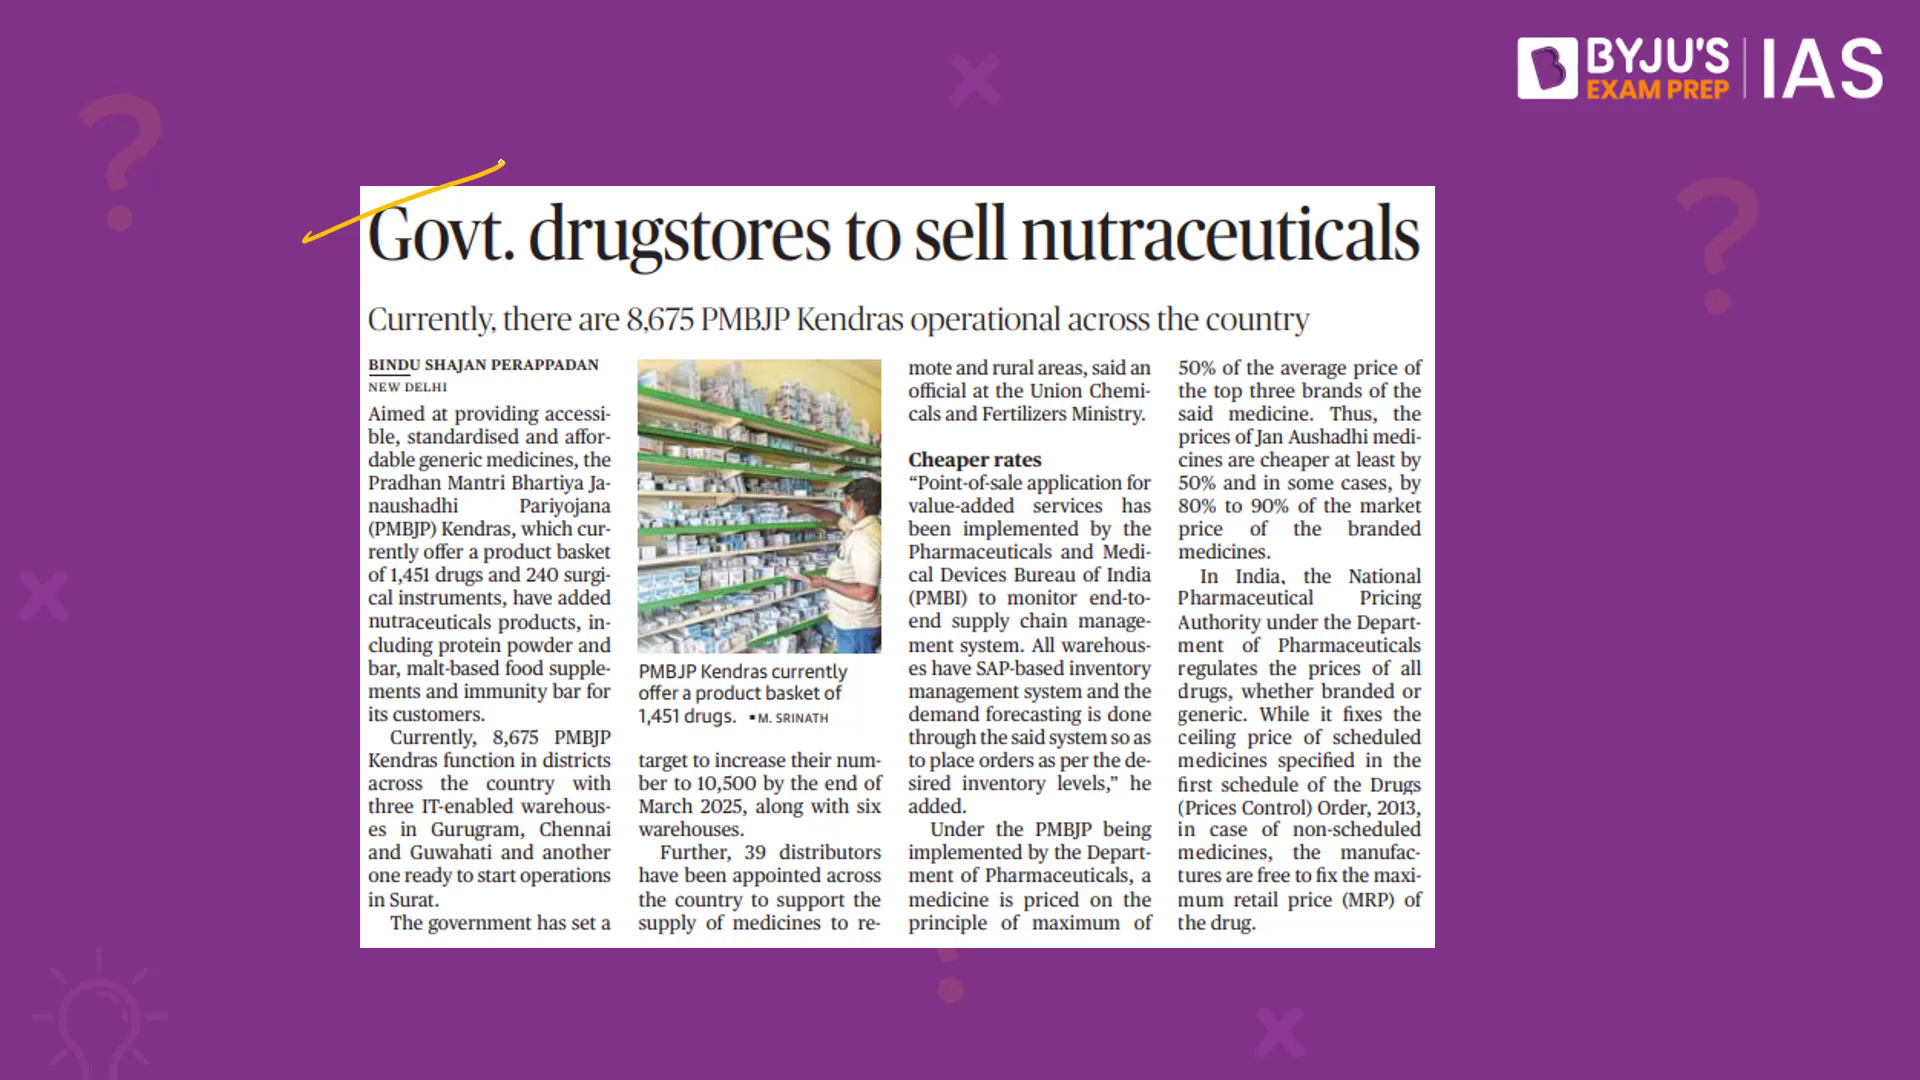 BYJU'S
EXAM PREP
IAS
Govt. drugstores to sell nutraceuticals
Currently, there are 8,675 PMBJP Kendras operational across the country
BINDU SHAJAN PERAPPADAN
NEW DELHI
Aimed at providing accessi-
ble, standardised and affor-
dable generic medicines, the
Pradhan Mantri Bhartiya Ja-
naushadhi Pariyojana
(PMBJP) Kendras, which cur-
rently offer a product basket
of 1,451 drugs and 240 surgi-
cal instruments, have added
nutraceuticals products, in-
cluding protein powder and
bar, malt-based food supple-
ments and immunity bar for
its customers.
Currently, 8,675 PMBJP
Kendras function in districts
across the country with
three IT-enabled warehous-
es in Gurugram, Chennai
and Guwahati and another
one ready to start operations
in Surat.
The government has set a
PMBJP Kendras currently
offer a product basket of
1,451 drugs. ▪ M. SRINATH
target to increase their num-
ber to 10,500 by the end of
March 2025, along with six
warehouses.
Further, 39 distributors
have been appointed across
the country to support the
supply of medicines to re-
mote and rural areas, said an
official at the Union Chemi-
cals and Fertilizers Ministry.
Cheaper rates
“Point-of-sale application for
value-added services has
been implemented by the
Pharmaceuticals and Medi-
cal Devices Bureau of India
(PMBI) to monitor end-to-
end supply chain manage-
ment system. All warehous-
es have SAP-based inventory
management system and the
demand forecasting is done
through the said system so as
to place orders as per the de-
sired inventory levels,” he
added.
Under the PMBJP being
implemented by the Depart-
ment of Pharmaceuticals, a
medicine is priced on the
principle of maximum of
50% of the average price of
the top three brands of the
said medicine. Thus, the
prices of Jan Aushadhi medi-
cines are cheaper at least by
50% and in some cases, by
80% to 90% of the market
price of the branded
medicines.
In India, the National
Pharmaceutical Pricing
Authority under the Depart-
ment of Pharmaceuticals
regulates the prices of all
drugs, whether branded or
generic. While it fixes the
ceiling price of scheduled
medicines specified in the
first schedule of the Drugs
(Prices Control) Order, 2013,
in case of non-scheduled
medicines, the manufac-
tures are free to fix the maxi-
mum retail price (MRP) of
the drug.